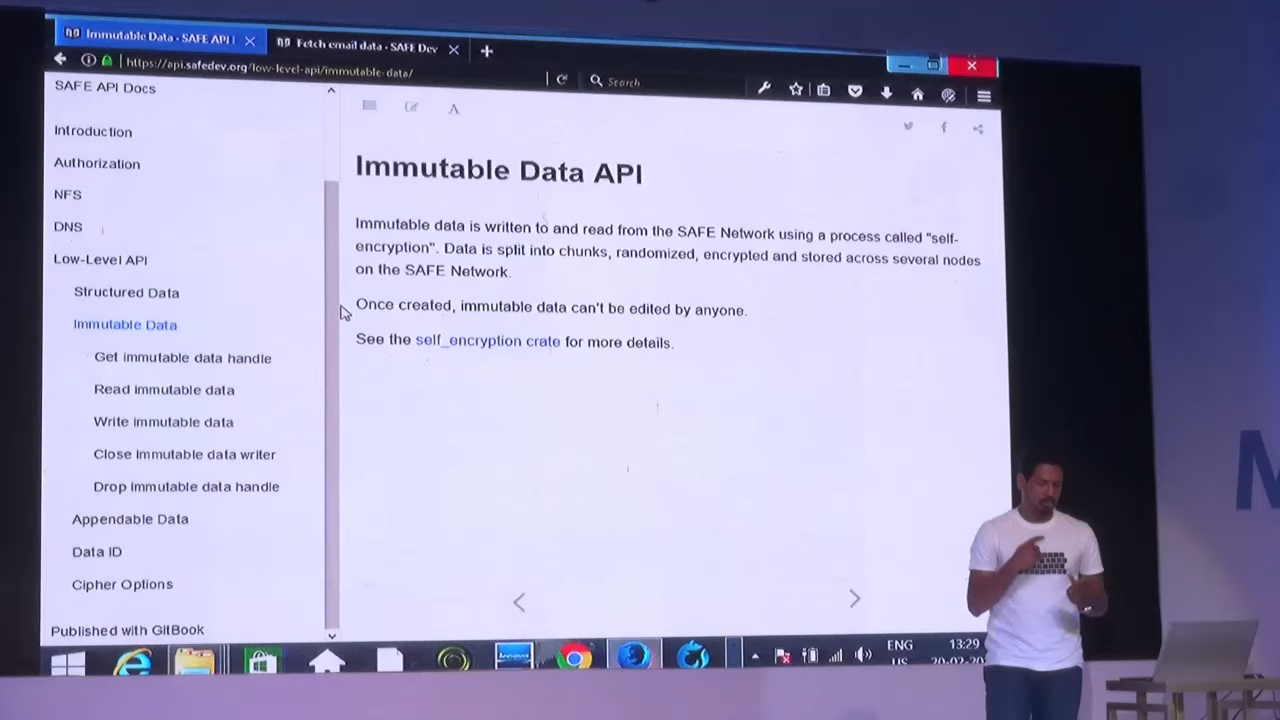 Immutable Data - SAFE API
Fetch email data - SAFE Dev
https://api.safedev.org/low-level-api/immutable-data/
Search
SAFE API Docs
Introduction
Authorization
NFS
DNS
Low-Level API
Structured Data
Immutable Data
Get immutable data handle
Read immutable data
Write immutable data
Close immutable data writer
Drop immutable data handle
Appendable Data
Data ID
Cipher Options
Published with GitBook
A
Immutable Data API
Immutable data is written to and read from the SAFE Network using a process called "self-
encryption". Data is split into chunks, randomized, encrypted and stored across several nodes
on the SAFE Network.
Once created, immutable data can't be edited by anyone.
See the self_encryption crate for more details.
ENG
US
13:29
20-02-20
M